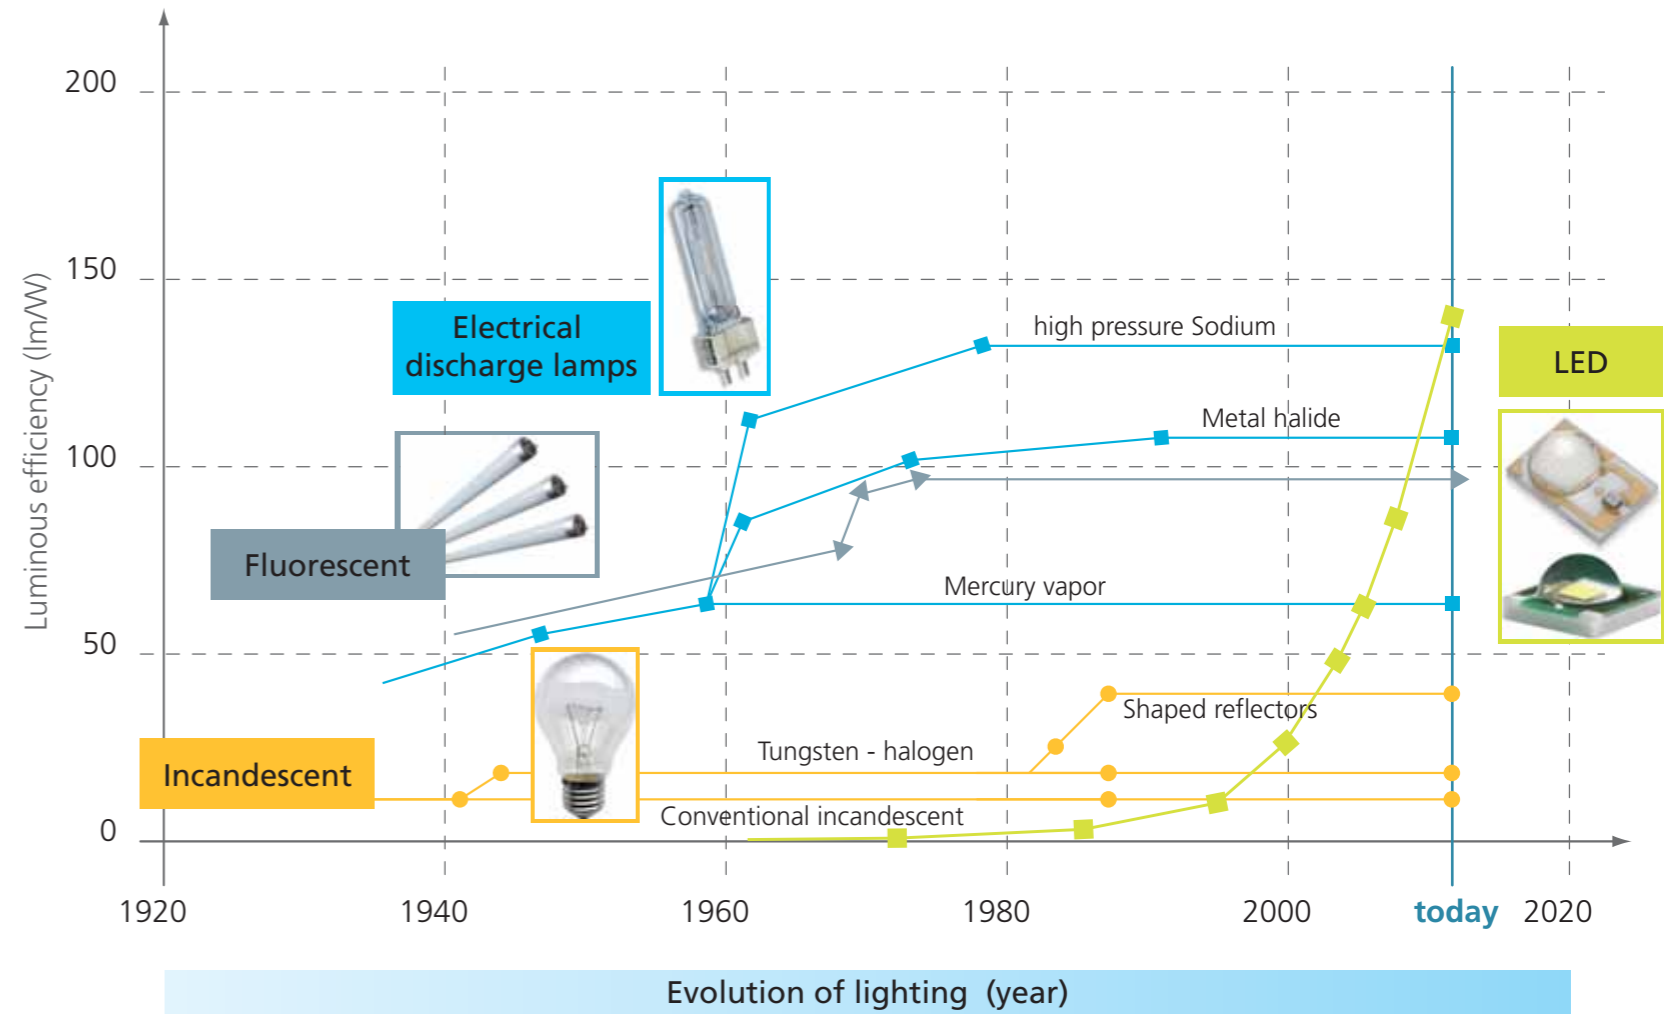 Luminous efficiency (lm/W)
200
150
100
50
0
Electrical
discharge lamps
high pressure Sodium
LED
Metal halide
Fluorescent
Mercury vapor
Shaped reflectors
Tungsten - halogen
Incandescent
Conventional incandescent
1920
1940
1960
1980
2000
today
2020
Evolution of lighting (year)